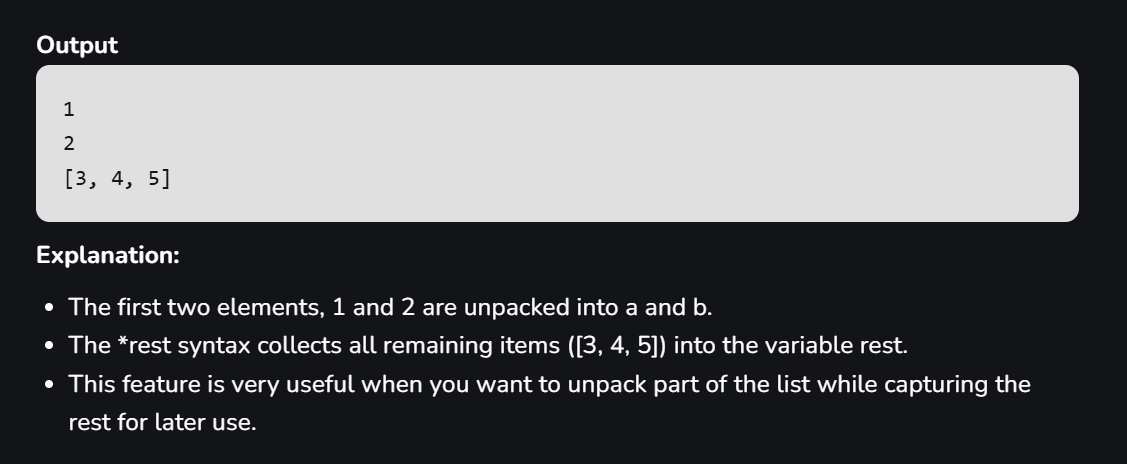 Output
1
2
[3, 4, 5]
Explanation:
• The first two elements, 1 and 2 are unpacked into a and b.
• The *rest syntax collects all remaining items ([3, 4, 5]) into the variable rest.
• This feature is very useful when you want to unpack part of the list while capturing the
rest for later use.